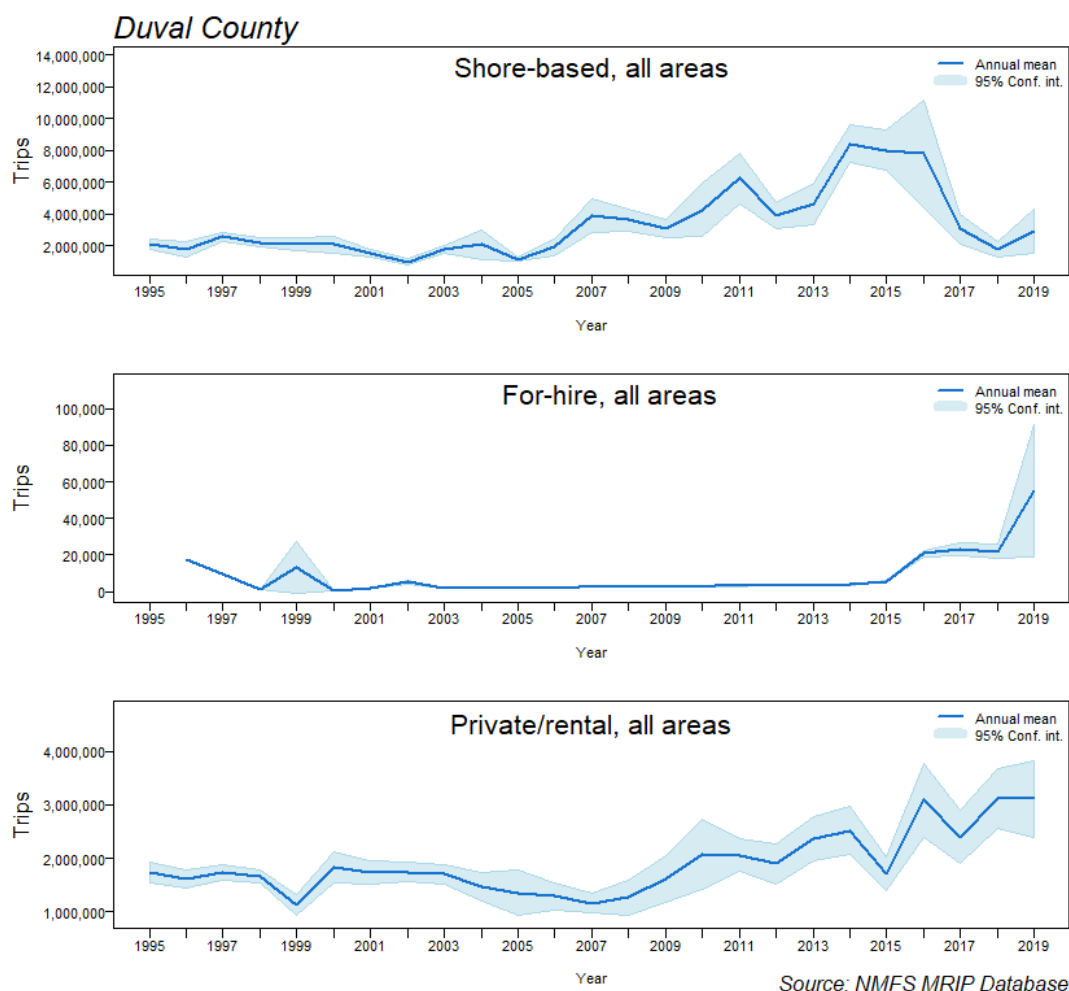 Duval County
Shore-based, all areas
Annual mean
95% Conf. int.
14,000,000
12,000,000
10,000,000
8,000,000
6,000,000
4,000,000
2,000,000
Trips
1995 1997 1999 2001 2003 2005 2007 2009 2011 2013 2015 2017 2019
Year
For-hire, all areas
Annual mean
95% Conf. int.
100,000
80,000
60,000
40,000
20,000
0
Trips
1995 1997 1999 2001 2003 2005 2007 2009 2011 2013 2015 2017 2019
Year
Private/rental, all areas
Annual mean
95% Conf. int.
4,000,000
3,000,000
2,000,000
1,000,000
Trips
1995 1997 1999 2001 2003 2005 2007 2009 2011 2013 2015 2017 2019
Year
Source: NMFS MRIP Database